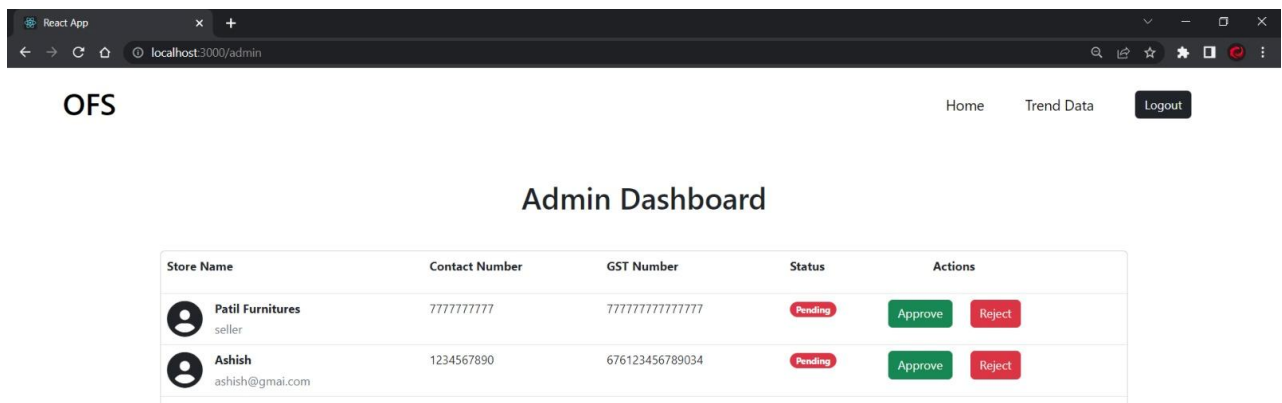 React App
localhost:3000/admin
OFS Home Trend Data Logout
Admin Dashboard
Store Name Contact Number GST Number Status Actions
Patil Furnitures 7777777777 777777777777777 Pending Approve Reject
seller
Ashish 1234567890 676123456789034 Pending Approve Reject
ashish@gmai.com